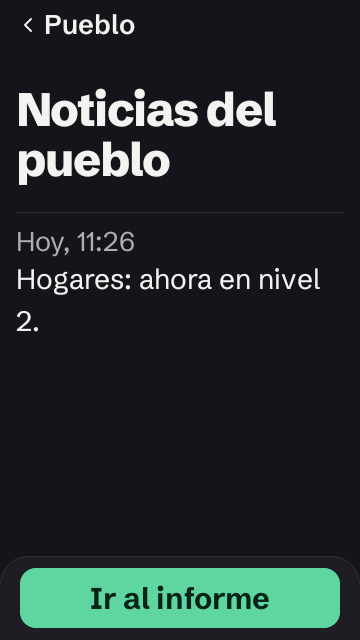 Pueblo
Noticias del
pueblo
Hoy, 11:26
Hogares: ahora en nivel
2.
Ir al informe